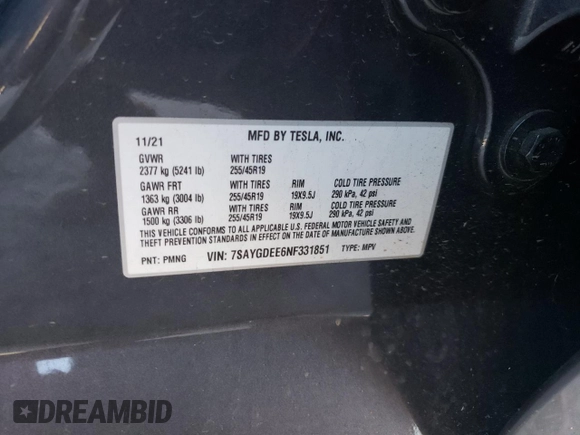 11/21 MFD BY TESLA, INC.
GVWR WITH TIRES
2377 kg (5241 lb) 255/45R19
GAWR FRT WITH TIRES RIM COLD TIRE PRESSURE
1363 kg (3004 lb) 255/45R19 19X9.5J 290 kPa, 42 psi
GAWR RR WITH TIRES RIM COLD TIRE PRESSURE
1500 kg (3306 lb) 255/45R19 19X9.5J 290 kPa, 42 psi
THIS VEHICLE CONFORMS TO ALL APPLICABLE U.S. FEDERAL MOTOR VEHICLE SAFETY AND
THEFT PREVENTION STANDARDS IN EFFECT ON THE DATE OF MANUFACTURE SHOWN ABOVE.
PNT: PMNG VIN: 7SAYGDEE6NF331851 TYPE: MPV
DREAMBID